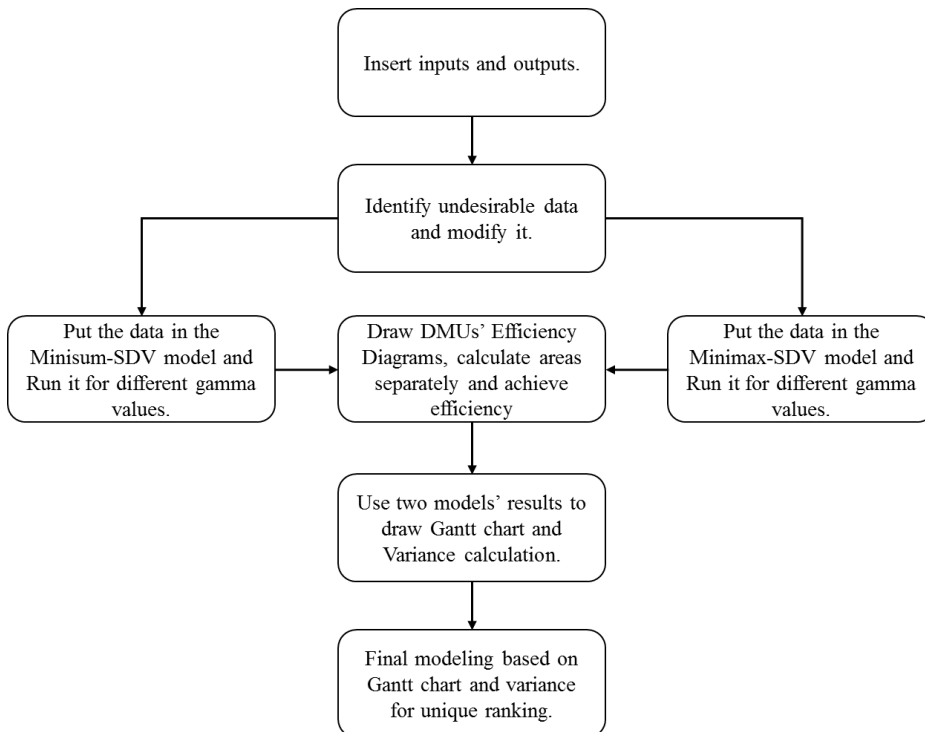 Insert inputs and outputs.
Identify undesirable data
and modify it.
Put the data in the
Minisum-SDV model and
Run it for different gamma
values.
Draw DMUs’ Efficiency
Diagrams, calculate areas
separately and achieve
efficiency
Put the data in the
Minimax-SDV model and
Run it for different gamma
values.
Use two models’ results to
draw Gantt chart and
Variance calculation.
Final modeling based on
Gantt chart and variance
for unique ranking.